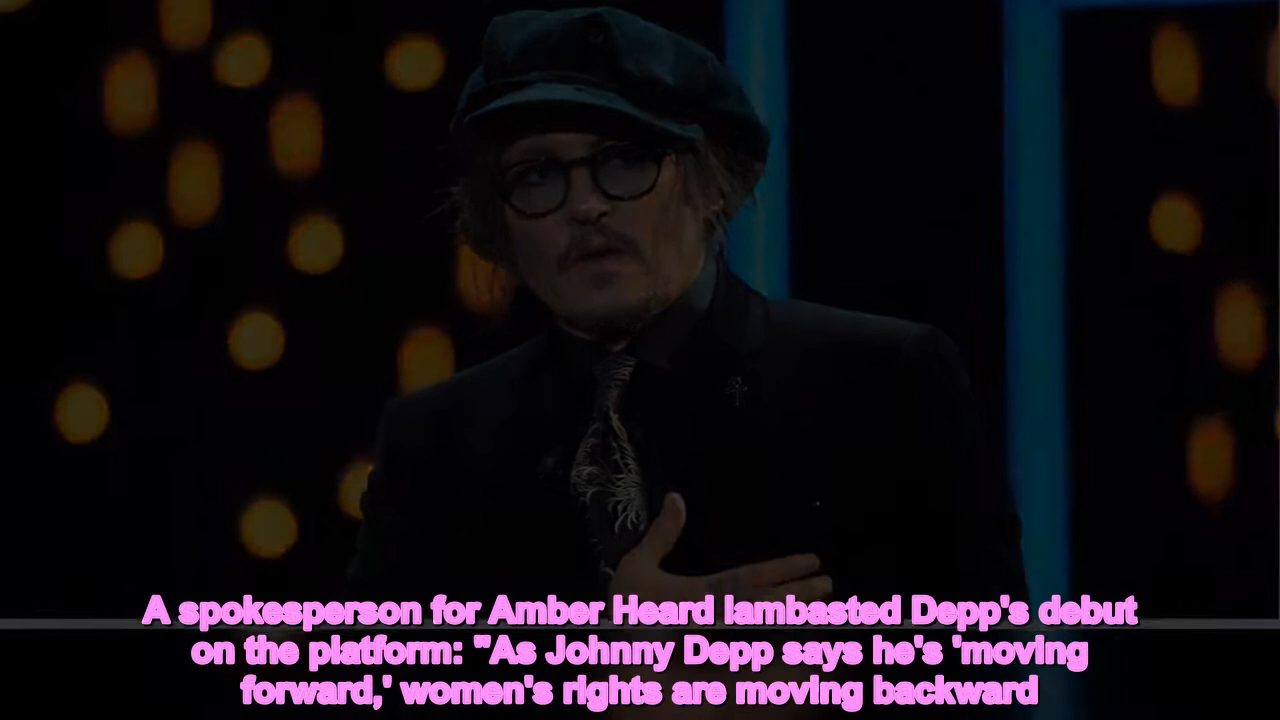 A spokesperson for Amber Heard lambasted Depp's debut
on the platform: "As Johnny Depp says he's 'moving
forward,' women's rights are moving backward